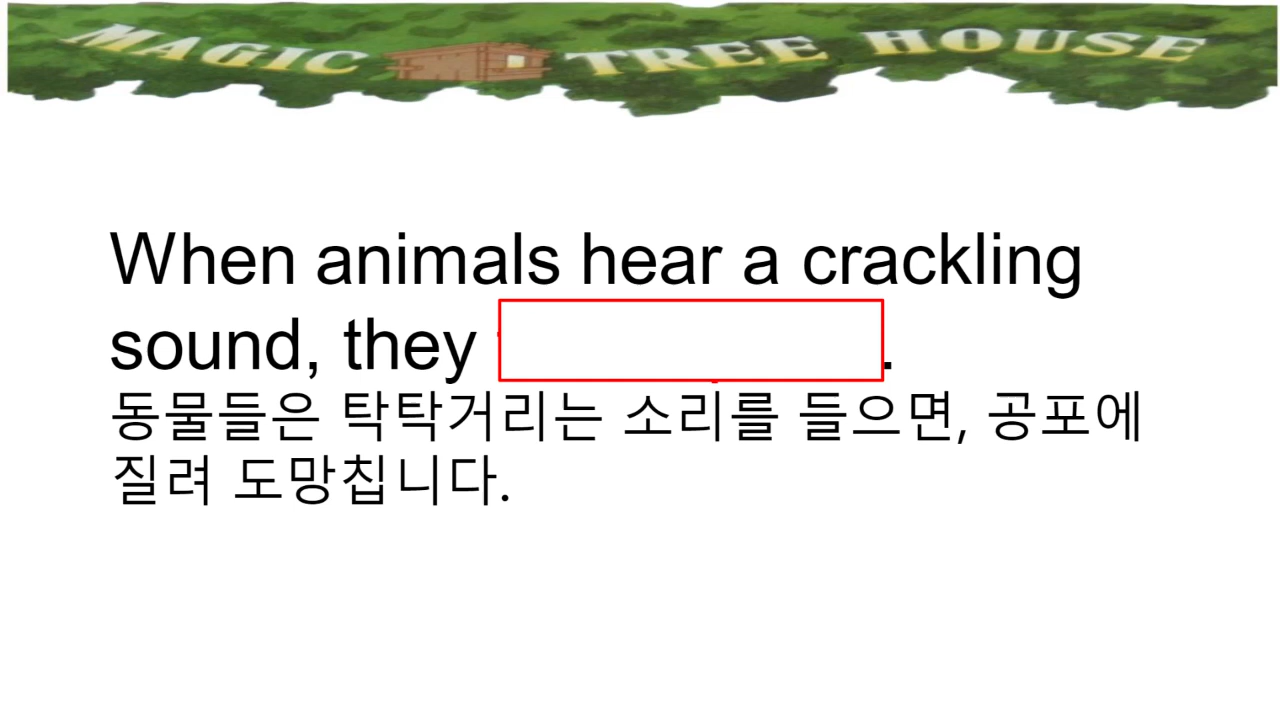 MAGIC TREE HOUSE
When animals hear a crackling
sound, they .
동물들은 탁탁거리는 소리를 들으면, 공포에
질려 도망칩니다.